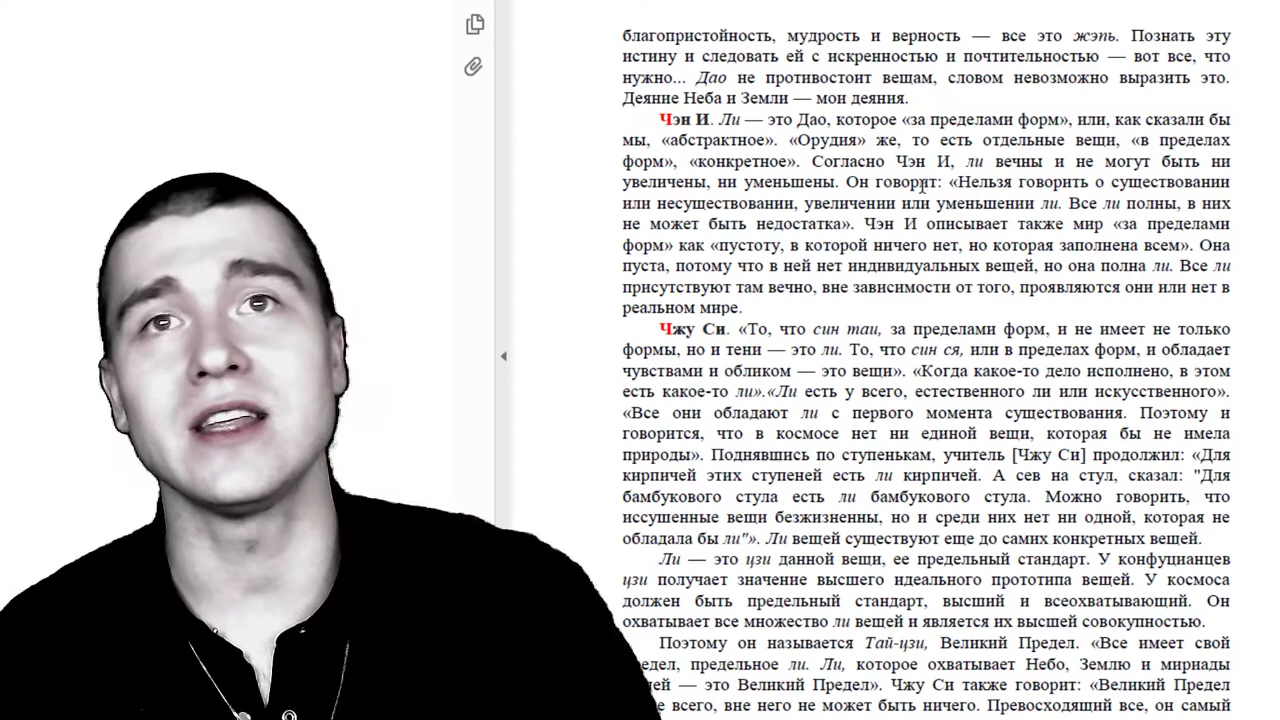 благопристойность, мудрость и верность — все это жэпь. Познать эту
истину и следовать ей с искренностью и почтительностью — вот все, что
нужно... Дао не противостоит вещам, словом невозможно выразить это.
Деяние Неба и Земли — мои деяния.
Чэн И. Ли — это Дао, которое «за пределами форм», или, как сказали бы
мы, «абстрактное». «Орудия» же, то есть отдельные вещи, «в пределах
форм», «конкретное». Согласно Чэн И, ли вечны и не могут быть ни
увеличены, ни уменьшены. Он говорит: «Нельзя говорить о существовании
или несуществовании, увеличении или уменьшении ли. Все ли полны, в них
не может быть недостатка». Чэн И описывает также мир «за пределами
форм» как «пустоту, в которой ничего нет, но которая заполнена всем». Она
пуста, потому что в ней нет индивидуальных вещей, но она полна ли. Все ли
присутствуют там вечно, вне зависимости от того, проявляются они или нет в
реальном мире.
Чжу Си. «То, что син таи, за пределами форм, и не имеет не только
формы, но и тени — это ли. То, что син ся, или в пределах форм, и обладает
чувствами и обликом — это вещи». «Когда какое-то дело исполнено, в этом
есть какое-то ли».«Ли есть у всего, естественного ли или искусственного».
«Все они обладают ли с первого момента существования. Поэтому и
говорится, что в космосе нет ни единой вещи, которая бы не имела
природы». Поднявшись по ступенькам, учитель [Чжу Си] продолжил: «Для
кирпичей этих ступеней есть ли кирпичей. А сев на стул, сказал: "Для
бамбукового стула есть ли бамбукового стула. Можно говорить, что
иссушенные вещи безжизненны, но и среди них нет ни одной, которая не
обладала бы ли"». Ли вещей существуют еще до самих конкретных вещей.
Ли — это цзи данной вещи, ее предельный стандарт. У конфуцианцев
цзи получает значение высшего идеального прототипа вещей. У космоса
должен быть предельный стандарт, высший и всеохватывающий. Он
охватывает все множество ли вещей и является их высшей совокупностью.
Поэтому он называется Тай-цзи, Великий Предел. «Все имеет свой
предельное ли. Ли, которое охватывает Небо, Землю и мириады
— это Великий Предел». Чжу Си также говорит: «Великий Предел
всего, вне него не может быть ничего. Превосходящий все, он самый